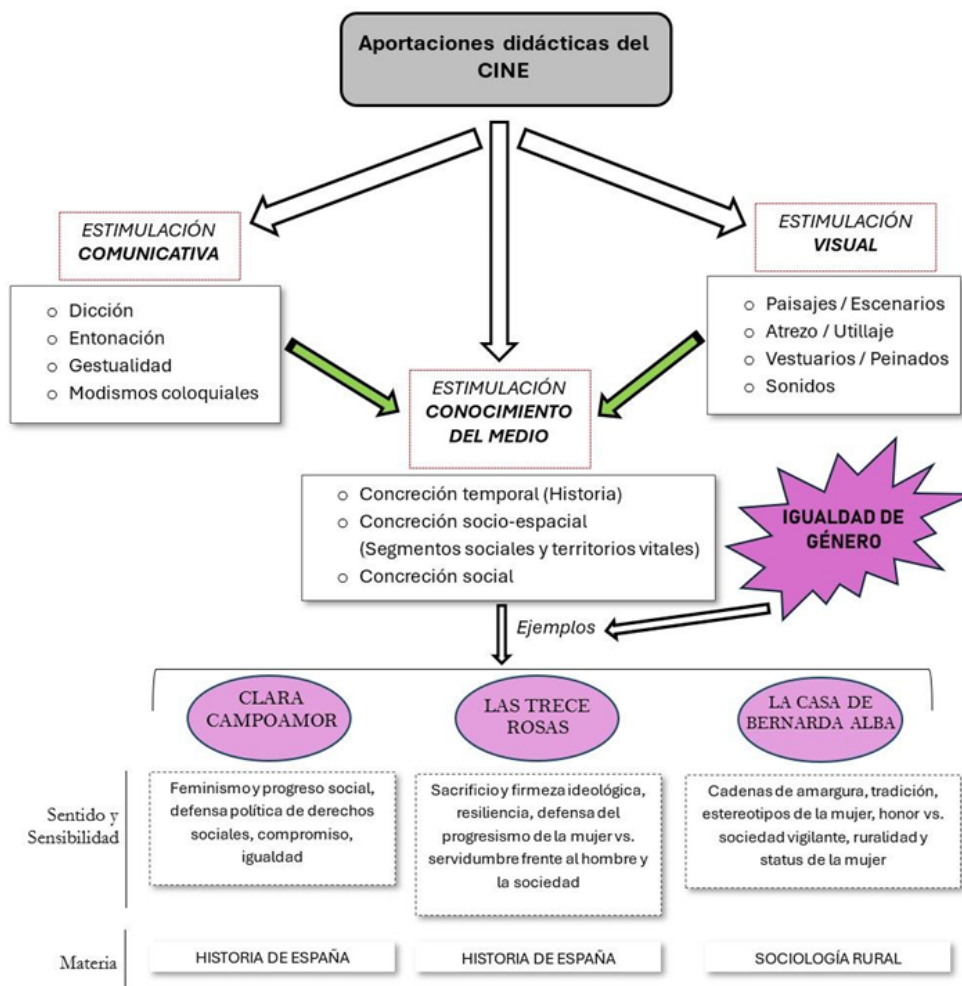 Aportaciones didácticas del
CINE
ESTIMULACIÓN
COMUNICATIVA
○ Dicción
○ Entonación
○ Gestualidad
○ Modismos coloquiales
ESTIMULACIÓN
VISUAL
○ Paisajes / Escenarios
○ Atrezo / Utillaje
○ Vestuarios / Peinados
○ Sonidos
ESTIMULACIÓN
CONOCIMIENTO
DEL MEDIO
○ Concreción temporal (Historia)
○ Concreción socio-espacial
(Segmentos sociales y territorios vitales)
○ Concreción social
IGUALDAD DE
GÉNERO
Ejemplos
CLARA
CAMPOAMOR
LAS TRECE
ROSAS
LA CASA DE
BERNARDA ALBA
Sentido y
Sensibilidad
Feminismo y progreso social,
defensa política de derechos
sociales, compromiso,
igualdad
Sacrificio y firmeza ideológica,
resiliencia, defensa del
progresismo de la mujer vs.
servidumbre frente al hombre y
la sociedad
Cadenas de amargura, tradición,
estereotipos de la mujer, honor vs.
sociedad vigilante, ruralidad y
status de la mujer
Materia
HISTORIA DE ESPAÑA
HISTORIA DE ESPAÑA
SOCIOLOGÍA RURAL